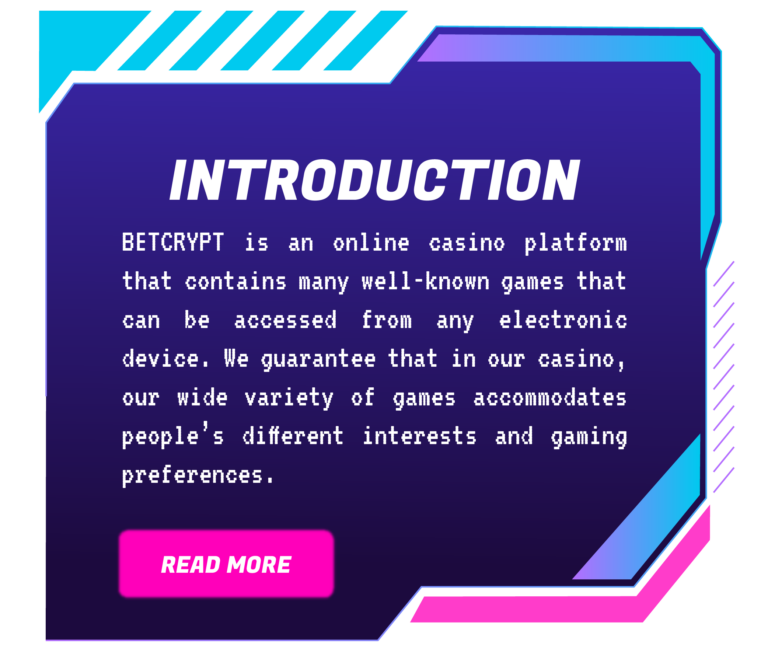 INTRODUCTION
BETCRYPT is an online casino platform
that contains many well-known games that
can be accessed from any electronic
device. We guarantee that in our casino,
our wide variety of games accommodates
people's different interests and gaming
preferences.
READ MORE